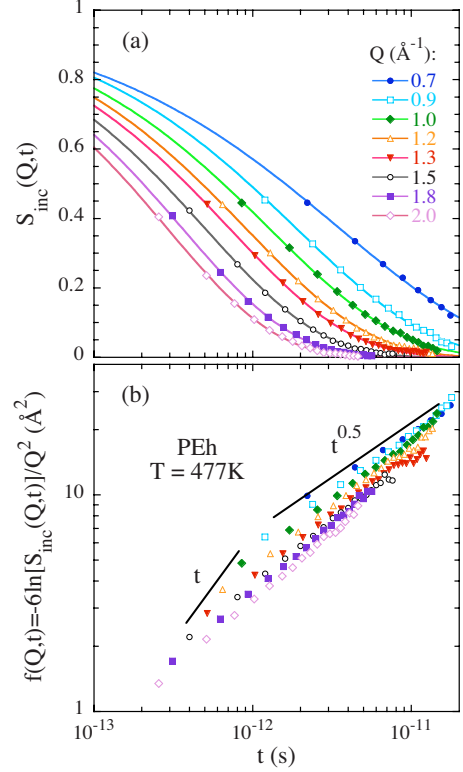 (a)
Q (Å⁻¹):
0.7
0.9
1.0
1.2
1.3
1.5
1.8
2.0
1
0.8
0.6
0.4
0.2
0
S_inc(Q,t)
(b)
PEh
T = 477K
t^0.5
t
10
1
f(Q,t)=-6ln[S_inc(Q,t)]/Q² (Å²)
10⁻¹³
10⁻¹²
10⁻¹¹
t (s)